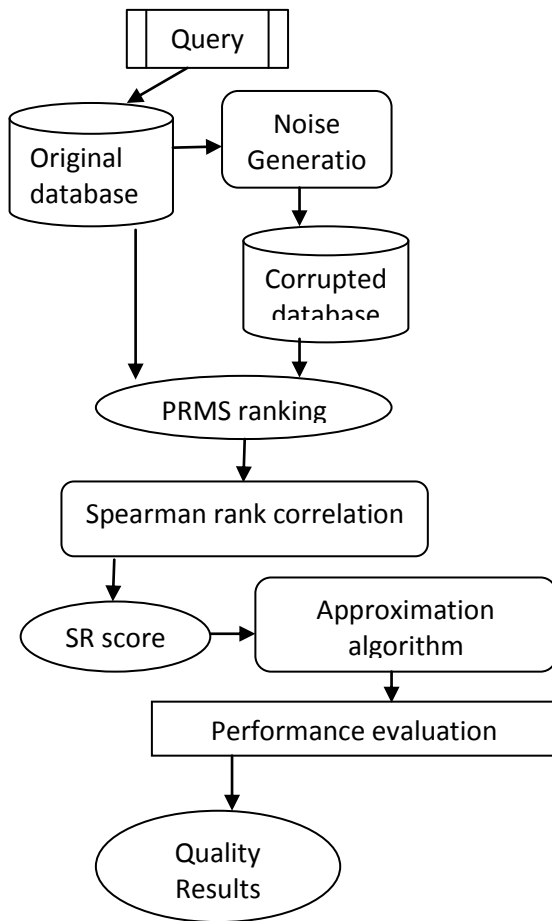 Query
Original
database
Noise
Generatio
Corrupted
database
PRMS ranking
Spearman rank correlation
SR score
Approximation
algorithm
Performance evaluation
Quality
Results